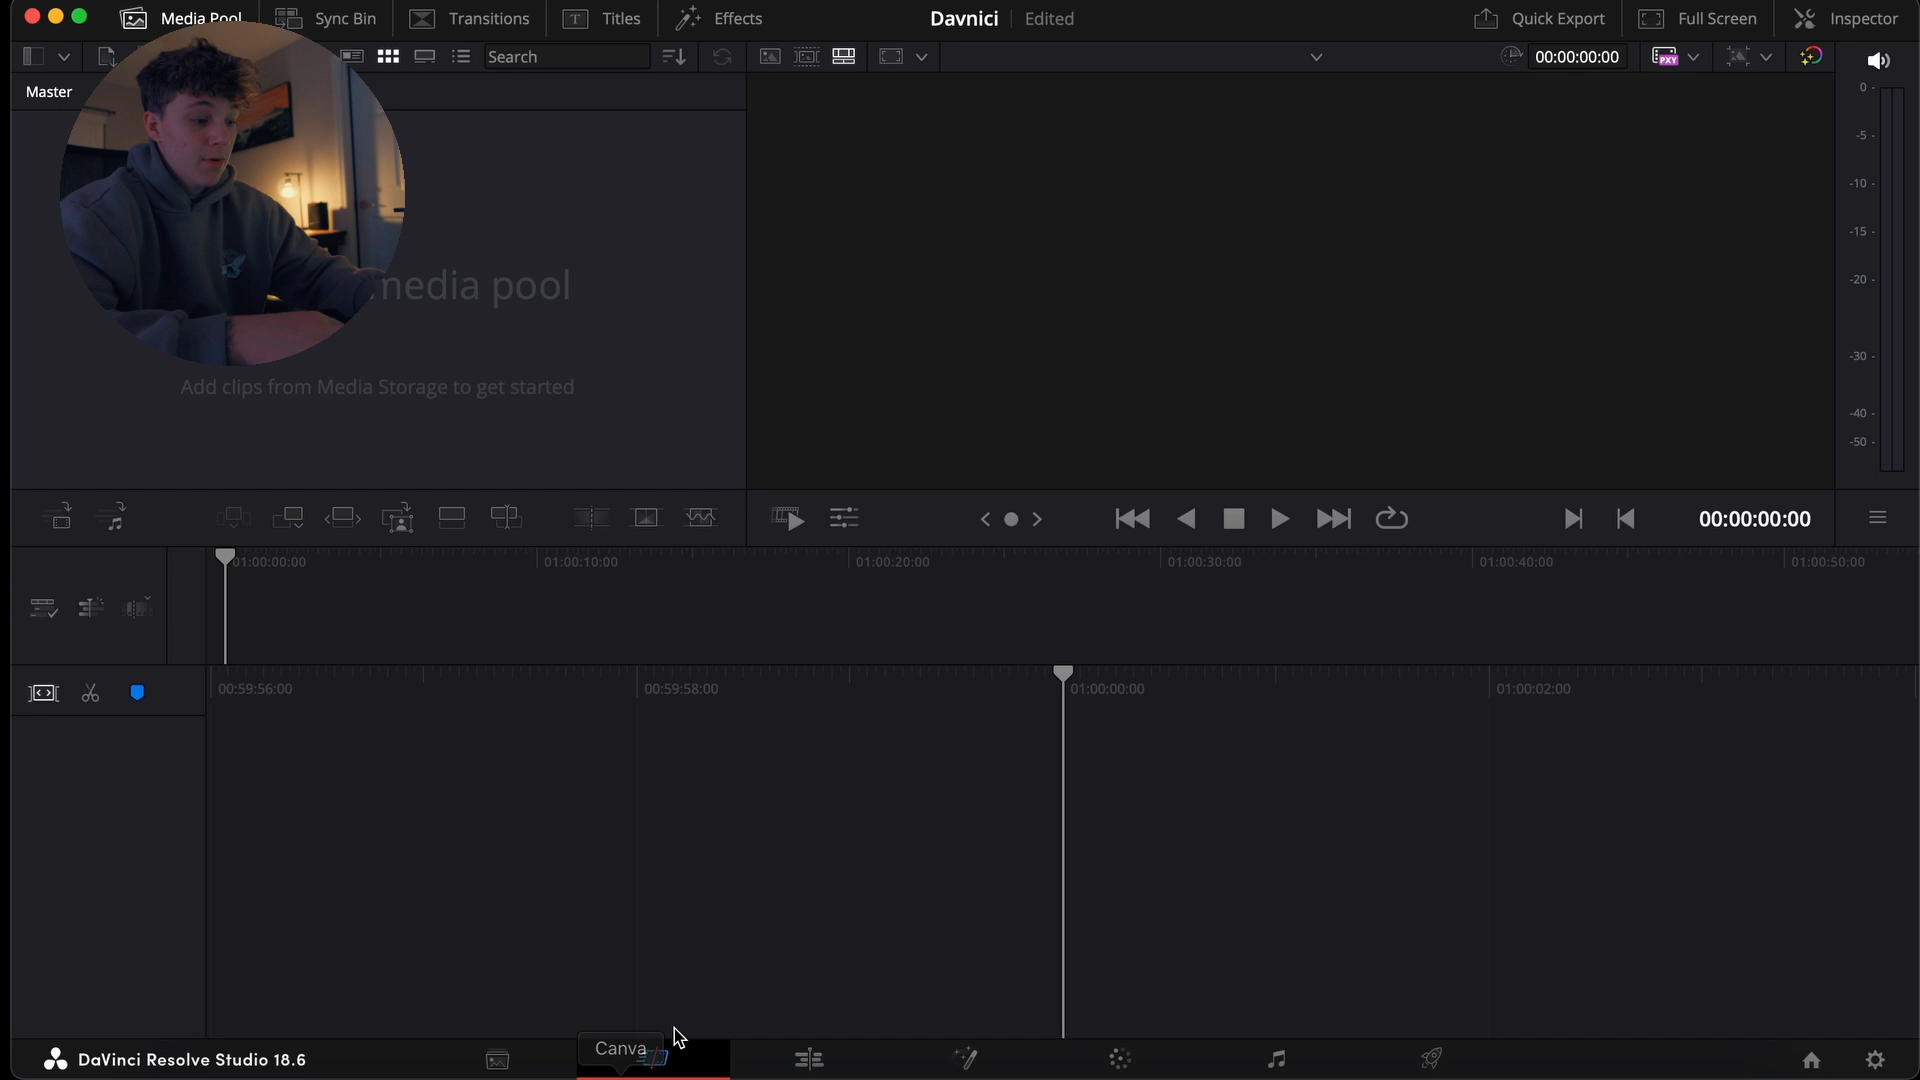 Media Pool
Sync Bin
Transitions
T
Titles
Effects
Davnici
Edited
Quick Export
Full Screen
Inspector
Search
00:00:00:00
PXY
Master
0
-5
-10
-15
-20
-30
-40
-50
media pool
Add clips from Media Storage to get started
00:00:00:00
01:00:00:00
01:00:10:00
01:00:20:00
01:00:30:00
01:00:40:00
01:00:50:00
00:59:56:00
00:59:58:00
01:00:00:00
01:00:02:00
DaVinci Resolve Studio 18.6
Canva